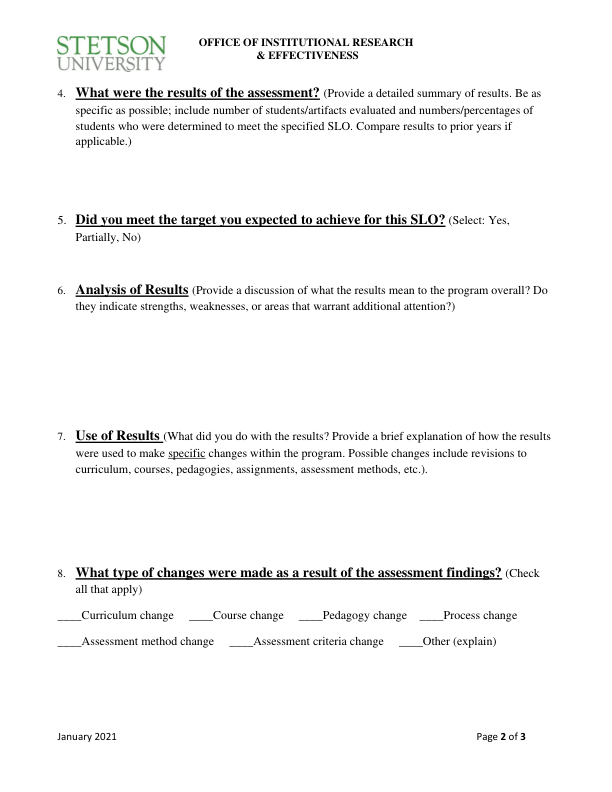 STETSON
UNIVERSITY
OFFICE OF INSTITUTIONAL RESEARCH
& EFFECTIVENESS
4. What were the results of the assessment? (Provide a detailed summary of results. Be as
specific as possible; include number of students/artifacts evaluated and numbers/percentages of
students who were determined to meet the specified SLO. Compare results to prior years if
applicable.)
5. Did you meet the target you expected to achieve for this SLO? (Select: Yes,
Partially, No)
6. Analysis of Results (Provide a discussion of what the results mean to the program overall? Do
they indicate strengths, weaknesses, or areas that warrant additional attention?)
7. Use of Results (What did you do with the results? Provide a brief explanation of how the results
were used to make specific changes within the program. Possible changes include revisions to
curriculum, courses, pedagogies, assignments, assessment methods, etc.).
8. What type of changes were made as a result of the assessment findings? (Check
all that apply)
____Curriculum change ____Course change ____Pedagogy change ____Process change
____Assessment method change ____Assessment criteria change ____Other (explain)
January 2021 Page 2 of 3